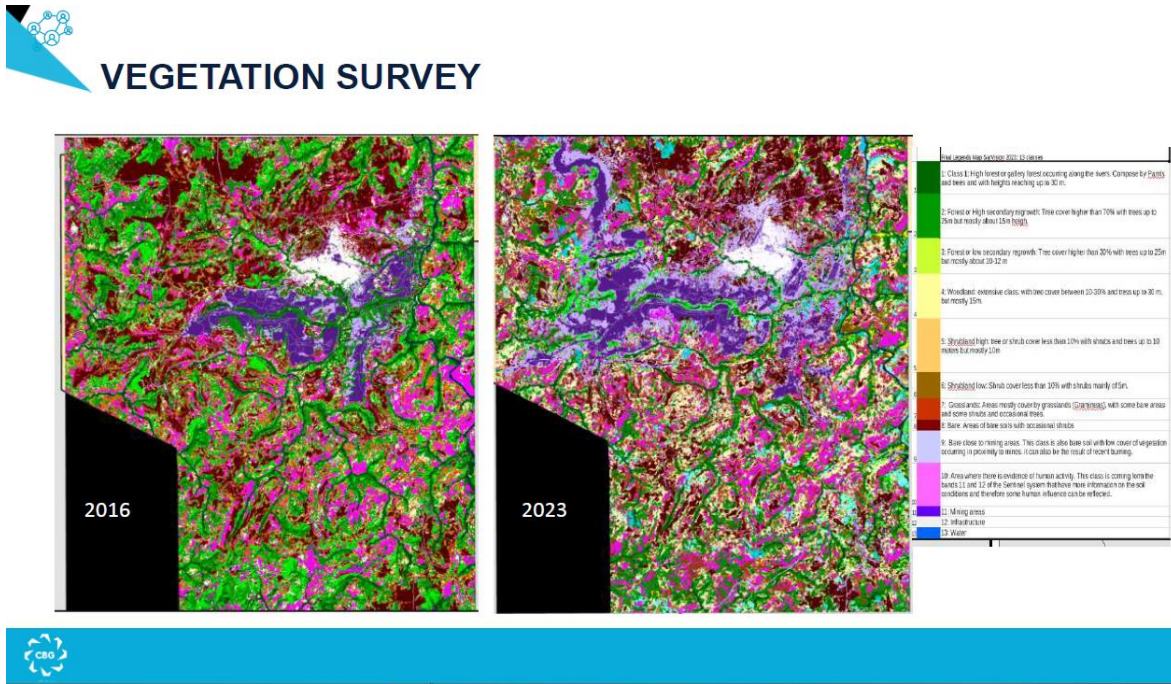 VEGETATION SURVEY
2016
2023
Final Legends Map SurVision 2023: 13 classes
1: Class 1: High forest or gallery forest occurring along the rivers. Compose by Palms
and trees and with heights reaching up to 30 m.
2: Forest or High secondary regrowth: Tree cover higher than 70% with trees up to
25m but mostly about 15m heigh.
3: Forest or low secondary regrowth: Tree cover higher than 30% with trees up to 25m
but mostly about 10-12 m
4: Woodland: extensive class, with tree cover between 10-30% and tress up to 30 m,
but mostly 15m.
5: Shrubland high: tree or shrub cover less than 10% with shrubs and trees up to 10
meters but mostly 10m
6: Shrubland low: Shrub cover less than 10% with shrubs mainly of 5m.
7: Grasslands: Areas mostly cover by grasslands (Gramineas), with some bare areas
and some shrubs and occasional trees.
8: Bare: Areas of bare soils with occasional shrubs
9: Bare close to mining areas. This class is also bare soil with low cover of vegetation
occurring in proximity to mines. It can also be the result of recent burning.
10: Area where there is evidence of human activity. This class is coming form the
bands 11 and 12 of the Sentinel system that have more information on the soil
conditions and therefore some human influence can be reflected.
11: Mining areas
12: Infrastructure
13: Water
CBG